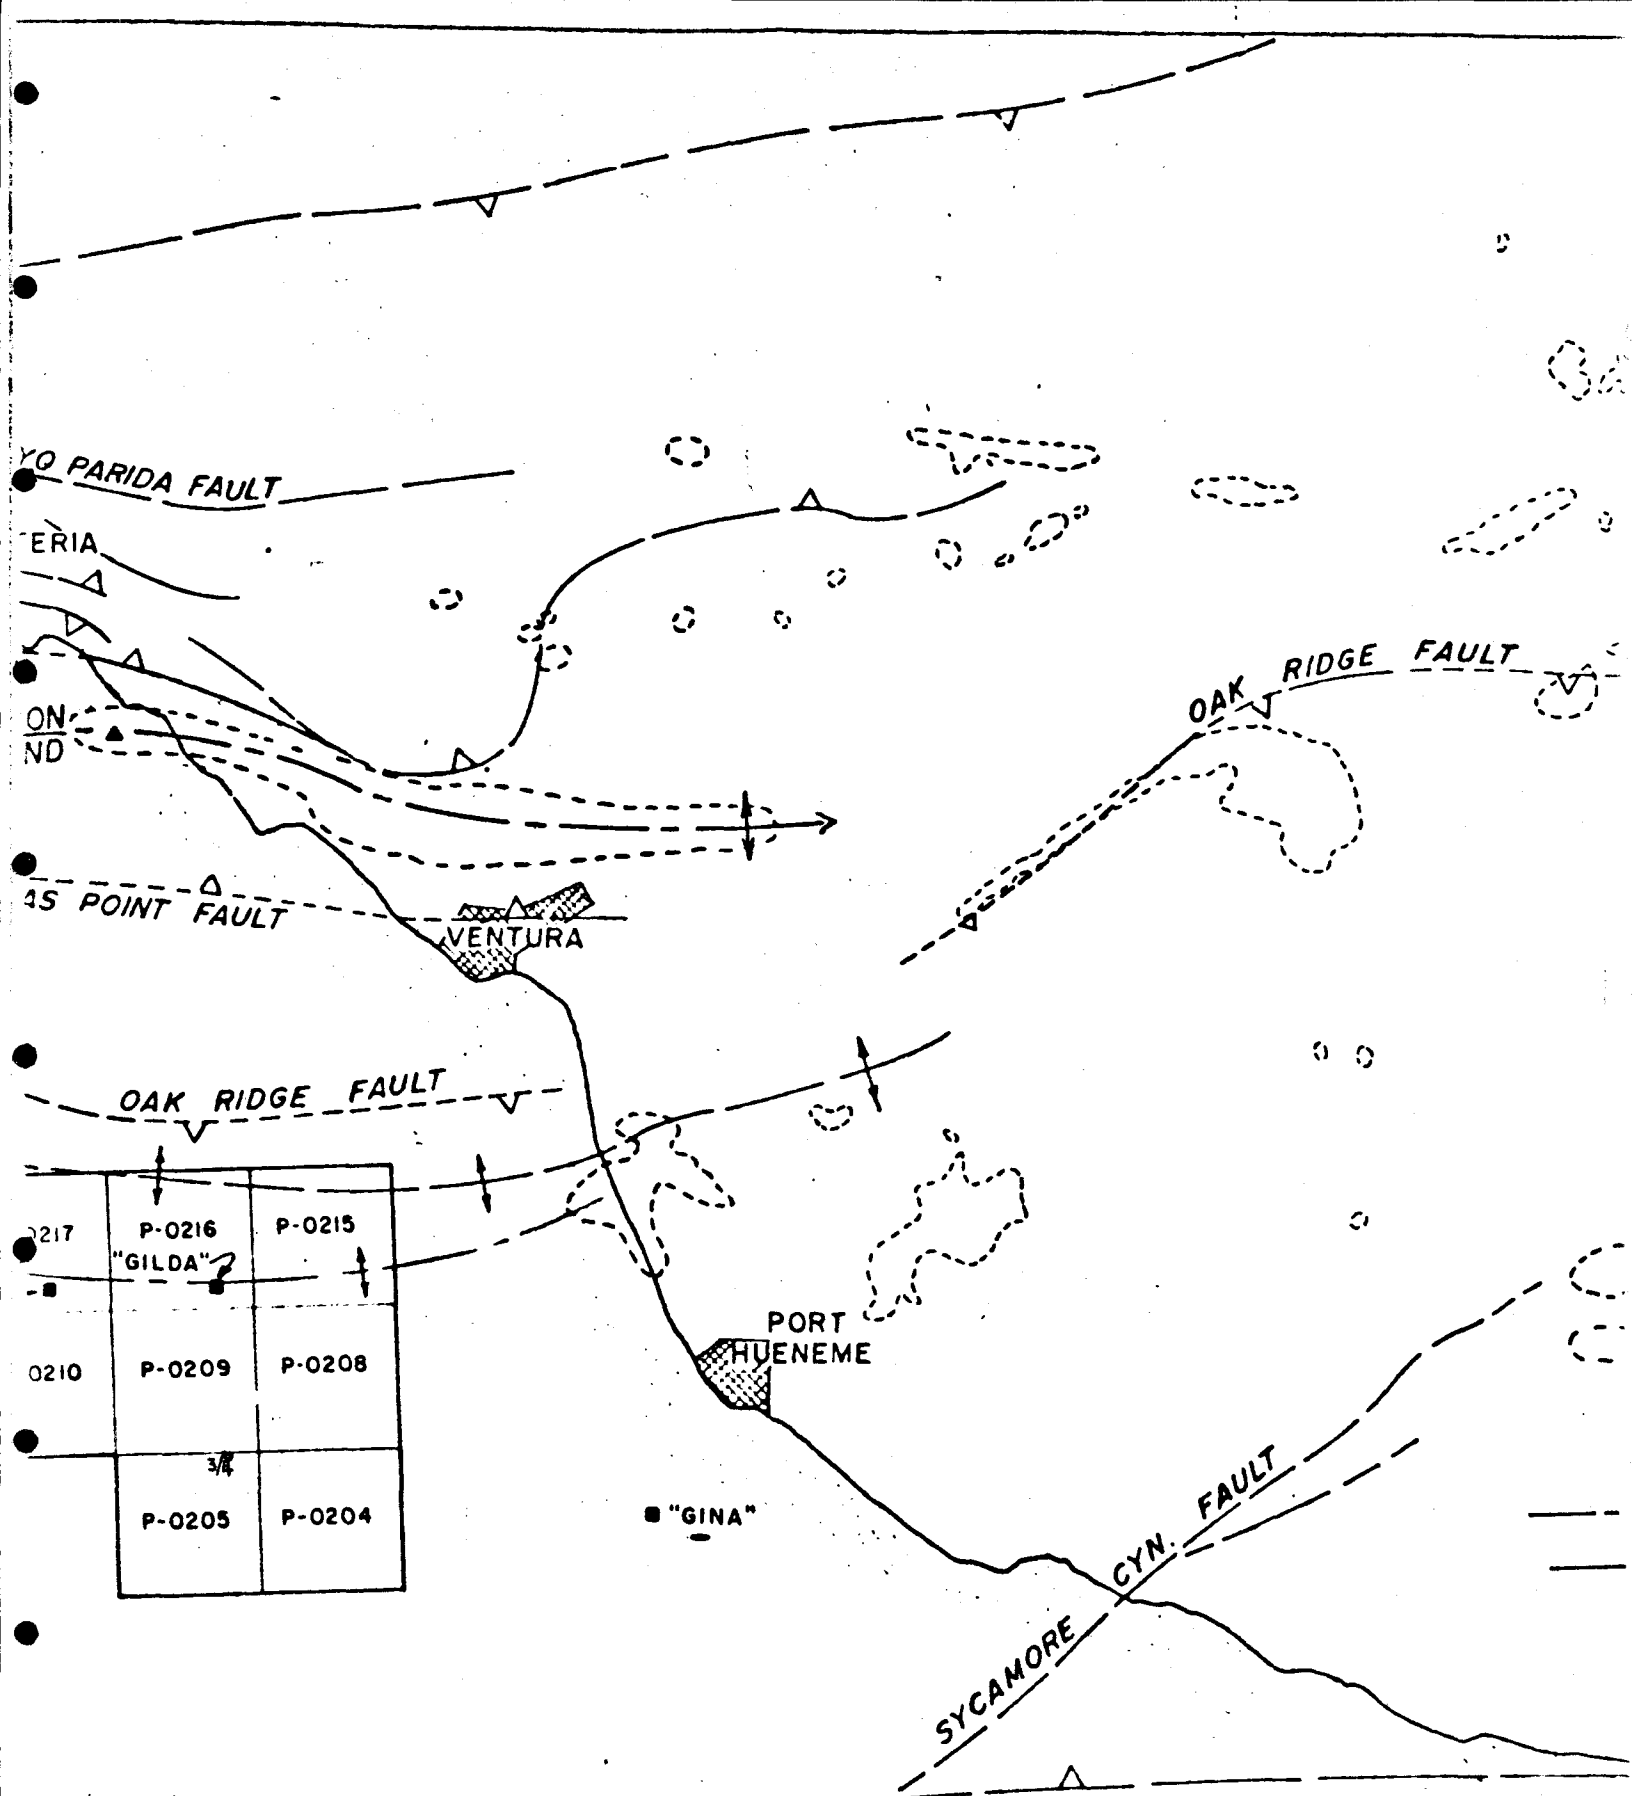 YO PARIDA FAULT
ERIA
OAK RIDGE FAULT
ON
ND
AS POINT FAULT
VENTURA
OAK RIDGE FAULT
0217
P-0216
P-0215
"GILDA"
PORT
HUENEME
0210
P-0209
P-0208
P-0205
P-0204
"GINA"
SYCAMORE CYN. FAULT